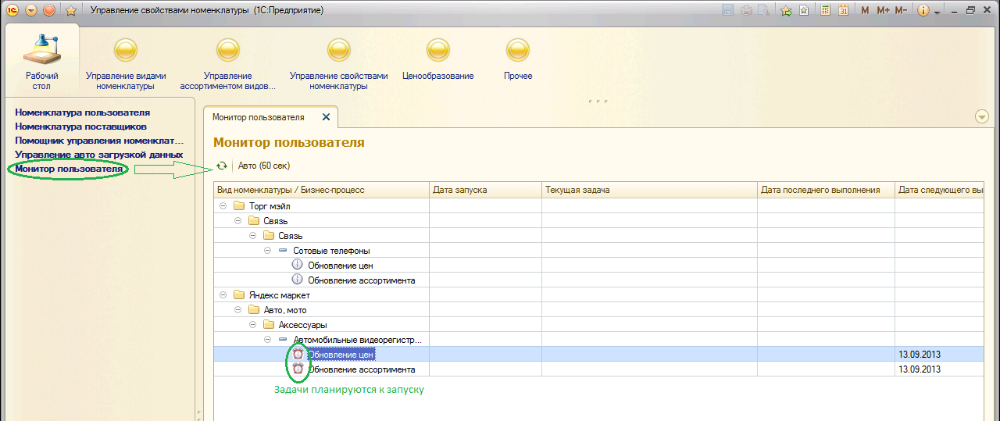 Управление свойствами номенклатуры (1С:Предприятие)
M M+ M-
Рабочий
стол
Управление видами
номенклатуры
Управление
ассортиментом видов...
Управление свойствами
номенклатуры
Ценообразование
Прочее
Номенклатура пользователя
Номенклатура поставщиков
Помощник управления номенклат...
Управление авто загрузкой данных
Монитор пользователя
Монитор пользователя
Монитор пользователя
Авто (60 сек)
Вид номенклатуры / Бизнес-процесс Дата запуска Текущая задача Дата последнего выполнения Дата следующего вы
Торг мэйл
Связь
Связь
Сотовые телефоны
Обновление цен
Обновление ассортимента
Яндекс маркет
Авто, мото
Аксессуары
Автомобильные видеорегистр...
Обновление цен 13.09.2013
Обновление ассортимента 13.09.2013
Задачи планируются к запуску